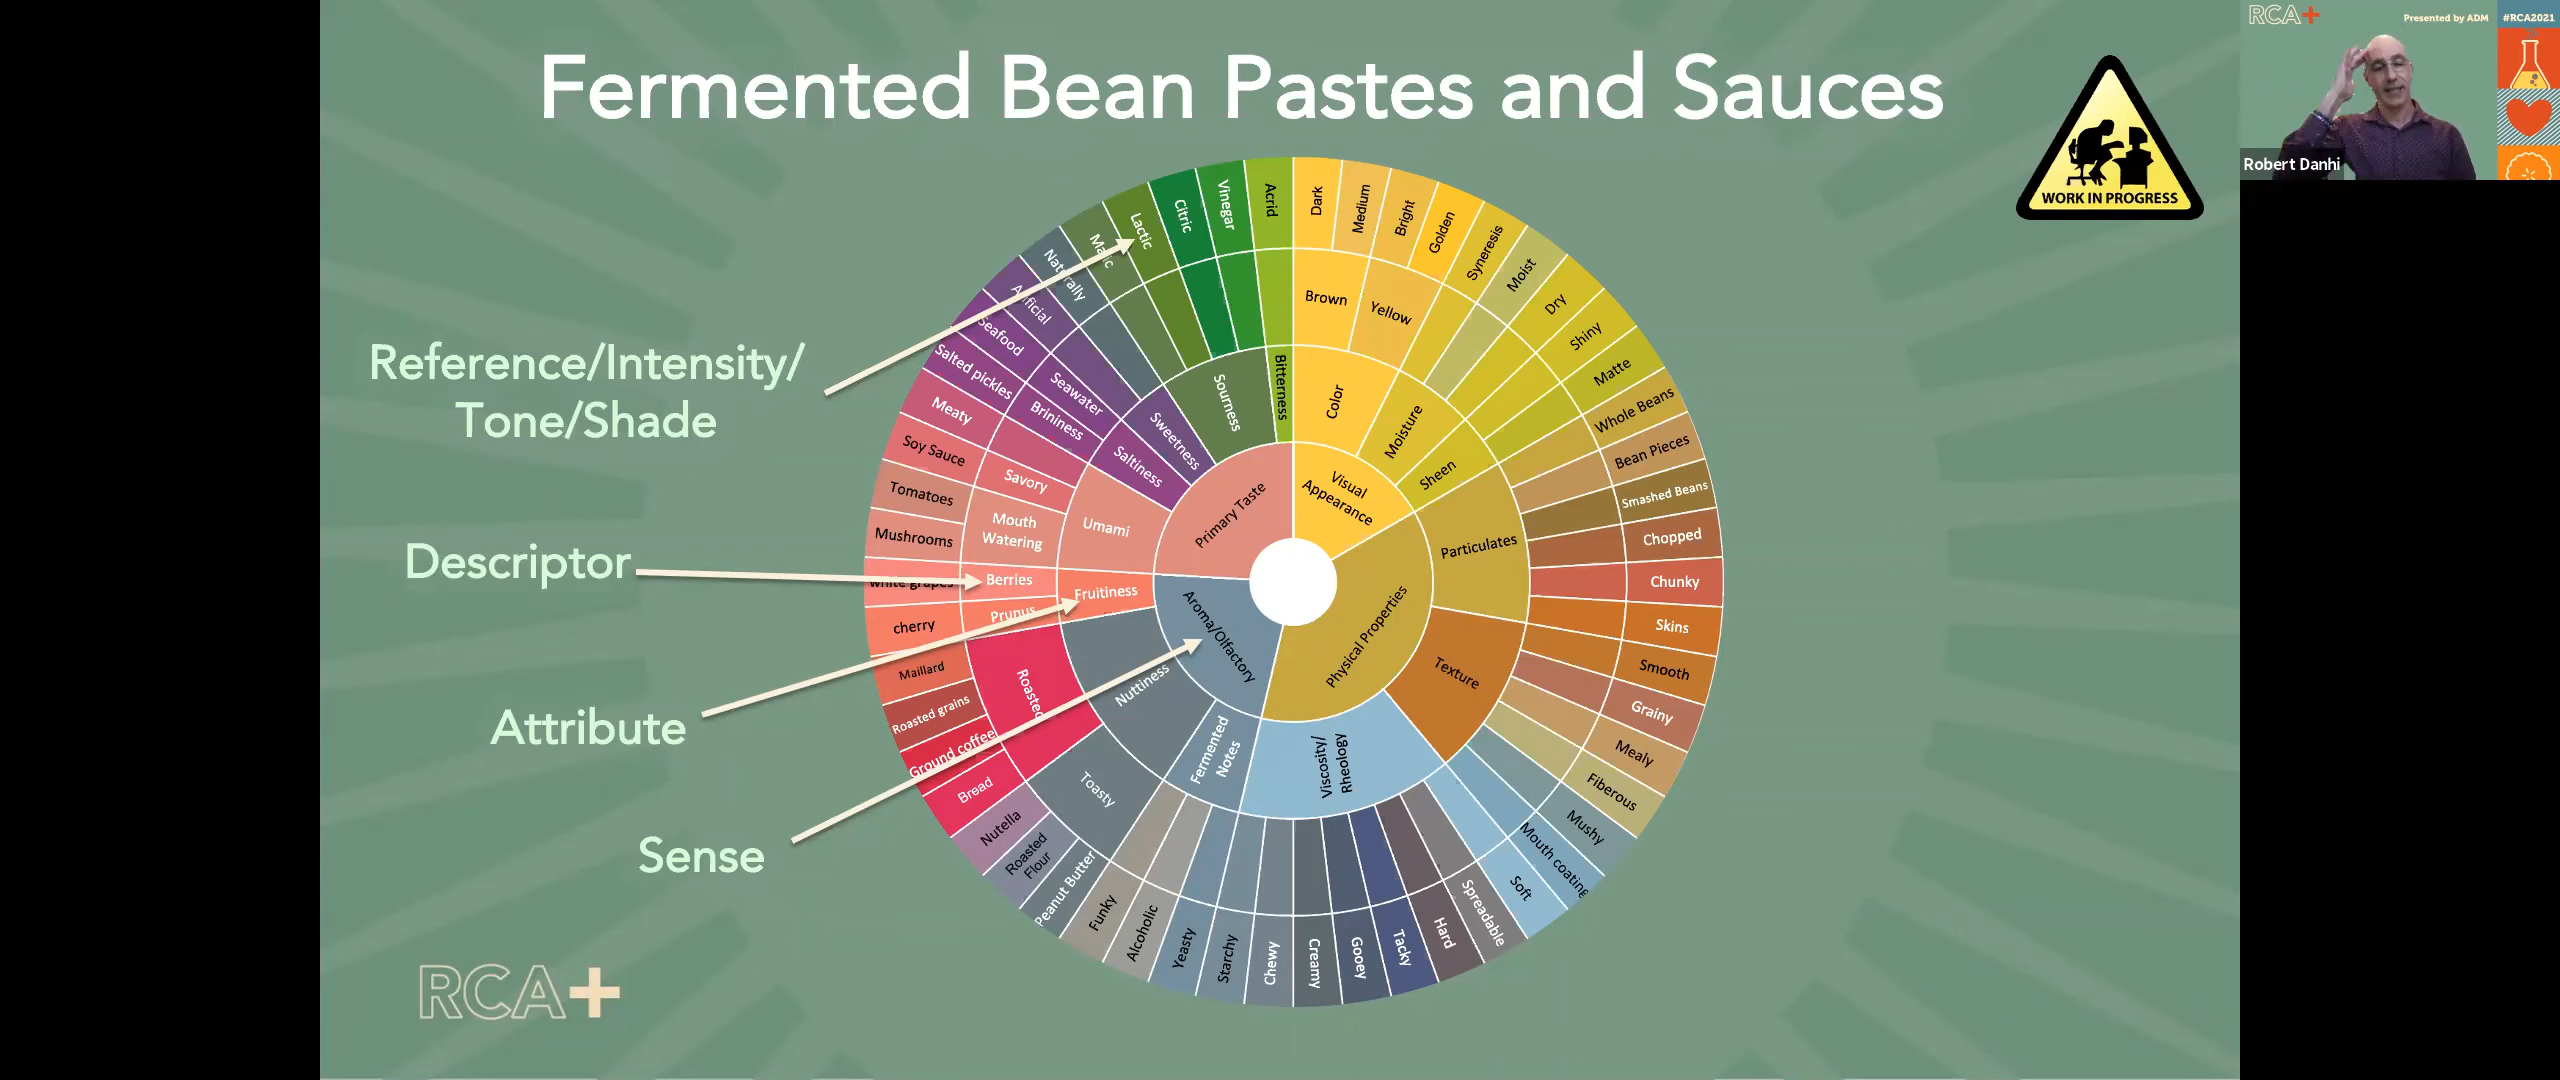 Fermented Bean Pastes and Sauces
WORK IN PROGRESS
RCA+
Presented by ADM
#RCA2021
Robert Danhi
Reference/Intensity/
Tone/Shade
Descriptor
Attribute
Sense
Visual
Appearance
Color
Brown
Dark
Medium
Yellow
Bright
Golden
Moisture
Syneresis
Moist
Dry
Sheen
Shiny
Matte
Physical Properties
Particulates
Whole Beans
Bean Pieces
Smashed Beans
Chopped
Chunky
Skins
Texture
Smooth
Grainy
Mealy
Fiberous
Mushy
Viscosity/
Rheology
Mouth coating
Soft
Spreadable
Hard
Tacky
Gooey
Creamy
Chewy
Starchy
Aroma/Olfactory
Fermented
Notes
Yeasty
Alcoholic
Funky
Nuttiness
Toasty
Peanut Butter
Roasted
Flour
Nutella
Roasted
Bread
Ground coffee
Roasted grains
Maillard
Fruitiness
Prunus
cherry
Berries
white grapes
Primary Taste
Umami
Mouth
Watering
Mushrooms
Tomatoes
Savory
Soy Sauce
Meaty
Saltiness
Brininess
Salted pickles
Seawater
Seafood
Sweetness
Naturally
Sourness
Lactic
Citric
Vinegar
Bitterness
Acrid
RCA+